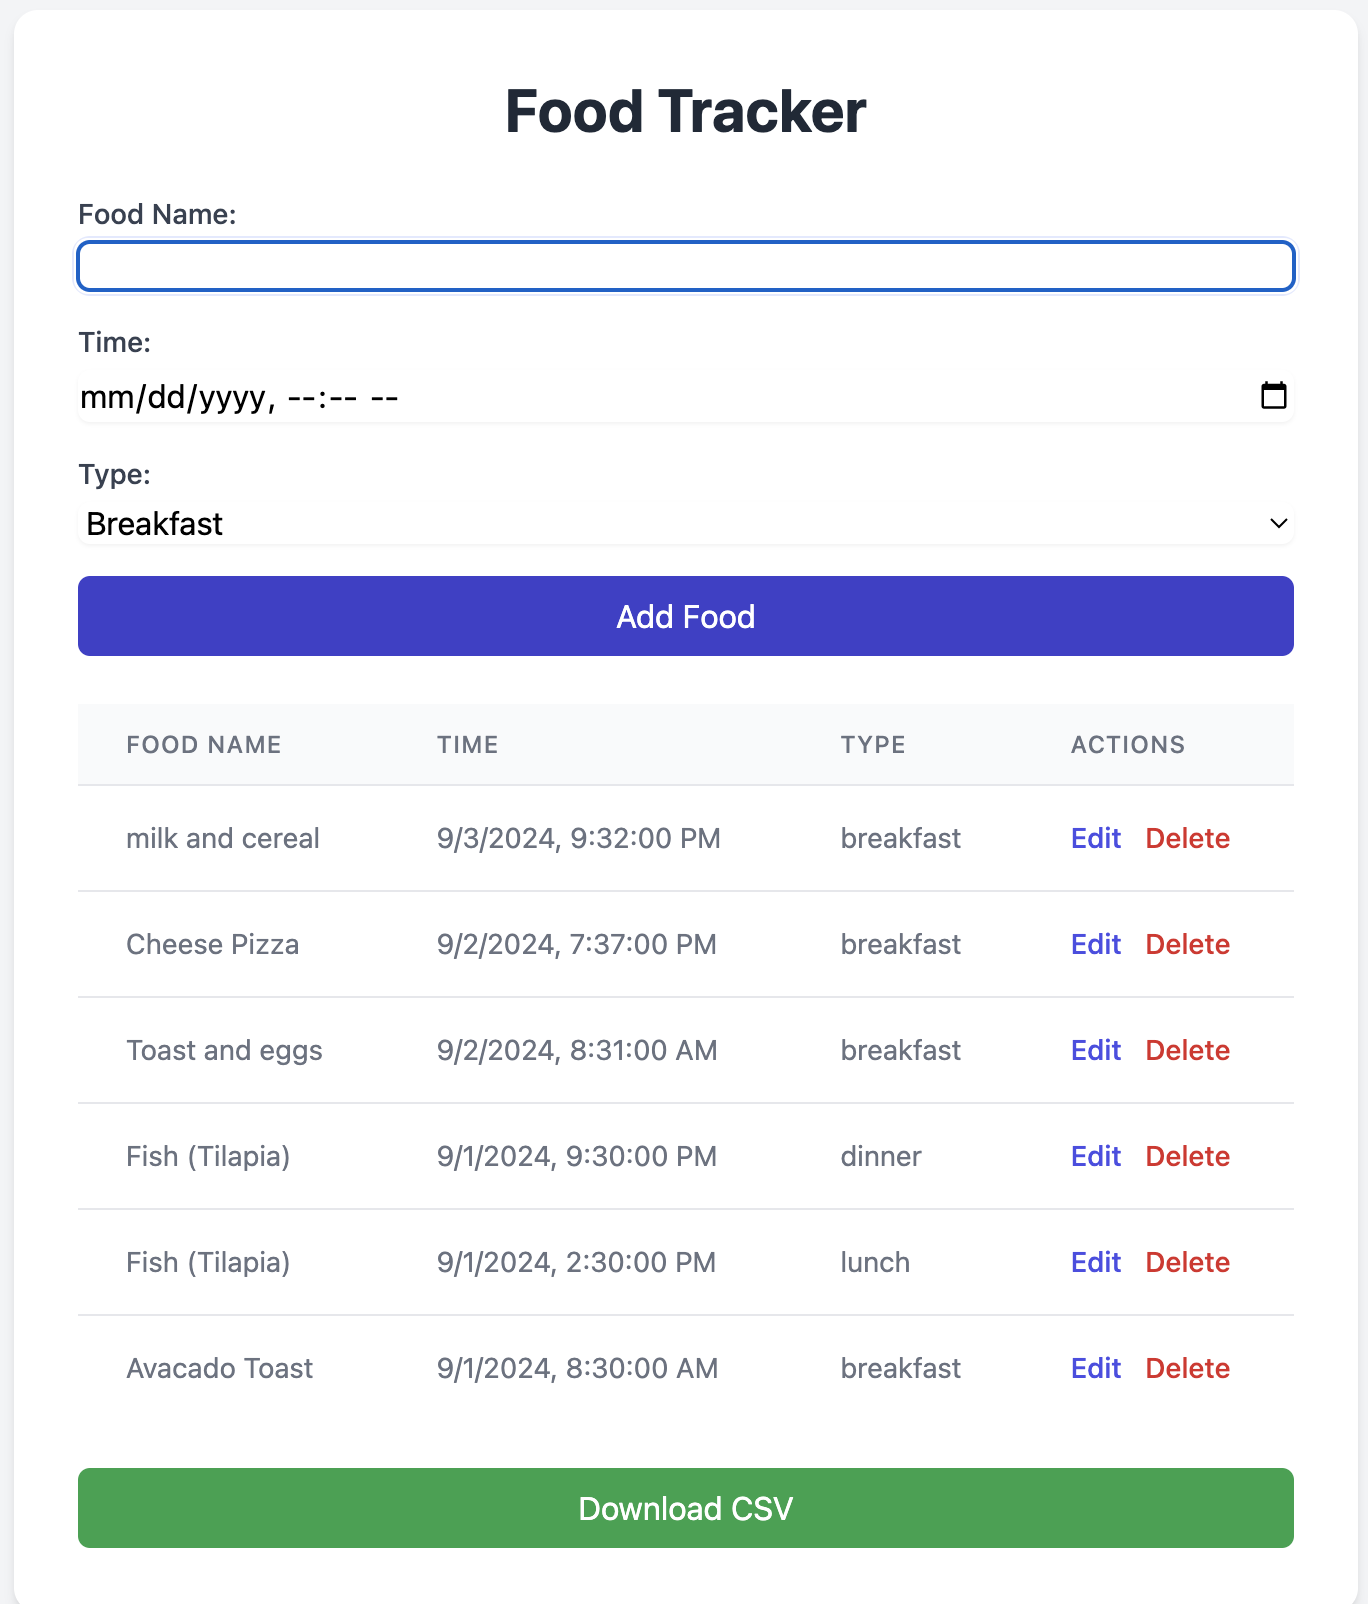 Food Tracker
Food Name:
Time:
mm/dd/yyyy, --:-- --
Type:
Breakfast
Add Food
FOOD NAME TIME TYPE ACTIONS
milk and cereal 9/3/2024, 9:32:00 PM breakfast Edit Delete
Cheese Pizza 9/2/2024, 7:37:00 PM breakfast Edit Delete
Toast and eggs 9/2/2024, 8:31:00 AM breakfast Edit Delete
Fish (Tilapia) 9/1/2024, 9:30:00 PM dinner Edit Delete
Fish (Tilapia) 9/1/2024, 2:30:00 PM lunch Edit Delete
Avacado Toast 9/1/2024, 8:30:00 AM breakfast Edit Delete
Download CSV